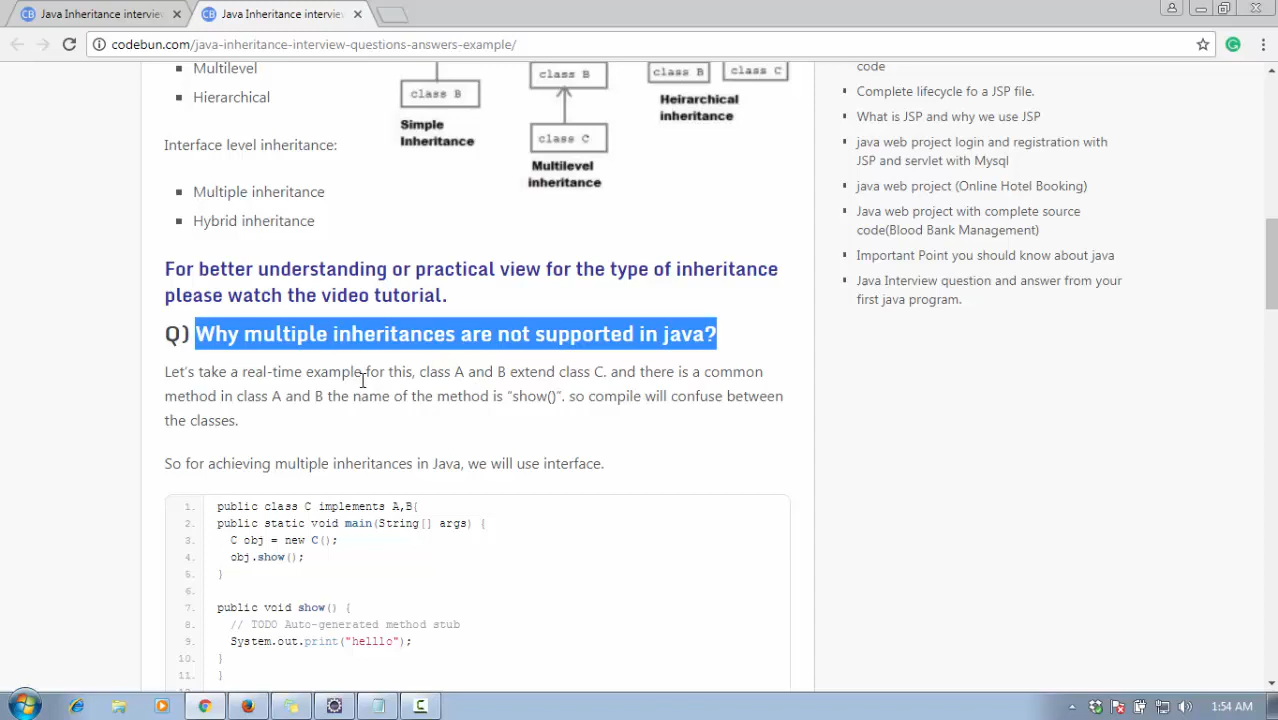 Java Inheritance interview
Java Inheritance interview
codebun.com/java-inheritance-interview-questions-answers-example/
Multilevel
Hierarchical
Interface level inheritance:
Multiple inheritance
Hybrid inheritance
class B
Simple
Inheritance
class B
class C
Multilevel
inheritance
class B
class C
Heirarchical
inheritance
For better understanding or practical view for the type of inheritance
please watch the video tutorial.
Q) Why multiple inheritances are not supported in java?
Let's take a real-time example for this, class A and B extend class C. and there is a common
method in class A and B the name of the method is “show()”. so compile will confuse between
the classes.
So for achieving multiple inheritances in Java, we will use interface.
1. public class C implements A,B{
2. public static void main(String[] args) {
3. C obj = new C();
4. obj.show();
5. }
6.
7. public void show() {
8. // TODO Auto-generated method stub
9. System.out.print("helllo");
10. }
11. }
code
Complete lifecycle fo a JSP file.
What is JSP and why we use JSP
java web project login and registration with
JSP and servlet with Mysql
java web project (Online Hotel Booking)
Java web project with complete source
code(Blood Bank Management)
Important Point you should know about java
Java Interview question and answer from your
first java program.
1:54 AM